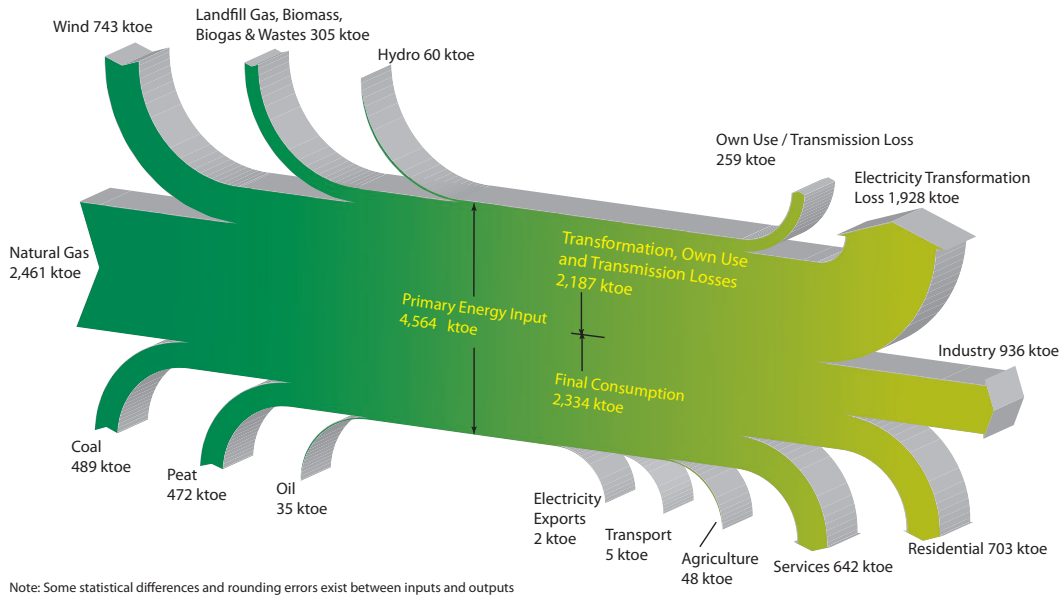 Wind 743 ktoe
Landfill Gas, Biomass,
Biogas & Wastes 305 ktoe
Hydro 60 ktoe
Own Use / Transmission Loss
259 ktoe
Electricity Transformation
Loss 1,928 ktoe
Natural Gas
2,461 ktoe
Transformation, Own Use
and Transmission Losses
2,187 ktoe
Primary Energy Input
4,564 ktoe
Final Consumption
2,334 ktoe
Industry 936 ktoe
Coal
489 ktoe
Peat
472 ktoe
Oil
35 ktoe
Electricity
Exports
2 ktoe
Transport
5 ktoe
Agriculture
48 ktoe
Services 642 ktoe
Residential 703 ktoe
Note: Some statistical differences and rounding errors exist between inputs and outputs